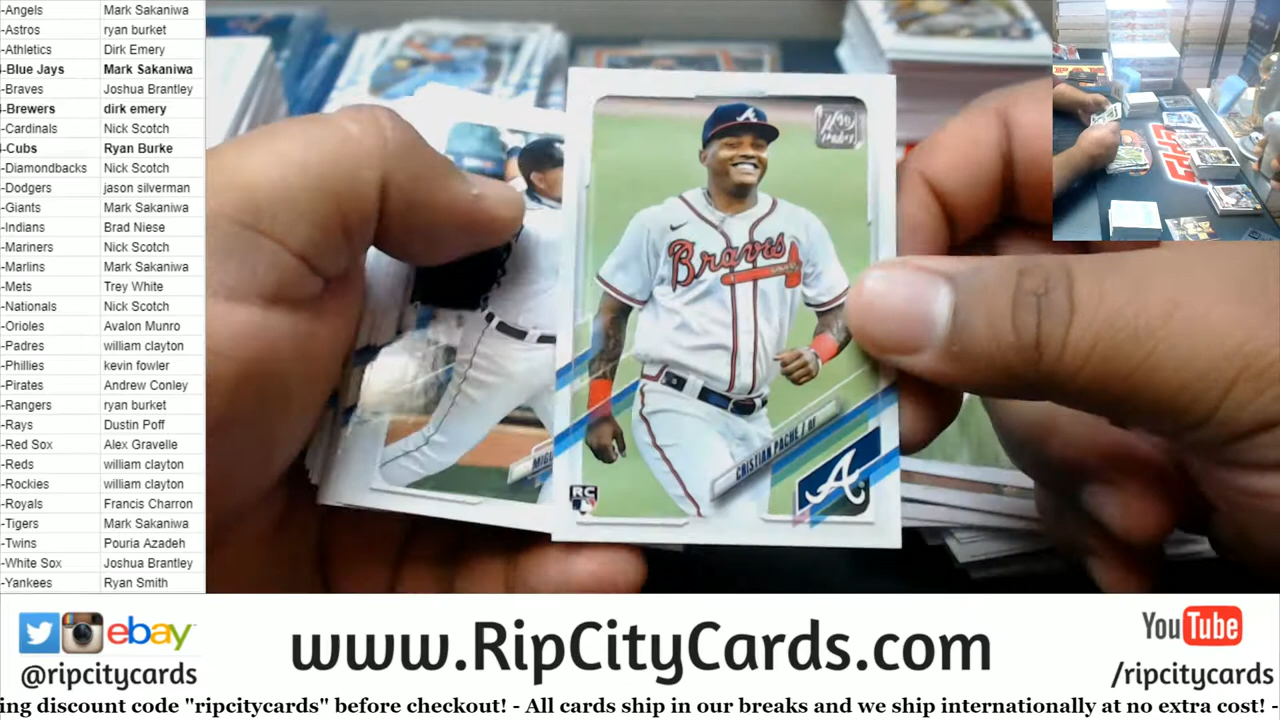 -Angels Mark Sakaniwa
-Astros ryan burket
-Athletics Dirk Emery
-Blue Jays Mark Sakaniwa
-Braves Joshua Brantley
-Brewers dirk emery
-Cardinals Nick Scotch
-Cubs Ryan Burke
-Diamondbacks Nick Scotch
-Dodgers jason silverman
-Giants Mark Sakaniwa
-Indians Brad Niese
-Mariners Nick Scotch
-Marlins Mark Sakaniwa
-Mets Trey White
-Nationals Nick Scotch
-Orioles Avalon Munro
-Padres william clayton
-Phillies kevin fowler
-Pirates Andrew Conley
-Rangers ryan burket
-Rays Dustin Poff
-Red Sox Alex Gravelle
-Reds william clayton
-Rockies william clayton
-Royals Francis Charron
-Tigers Mark Sakaniwa
-Twins Pouria Azadeh
-White Sox Joshua Brantley
-Yankees Ryan Smith
70
Topps
A
Braves
CRISTIAN PACHE / OF
A
RC
MIG
ebay
@ripcitycards
www.RipCityCards.com
YouTube
/ripcitycards
ing discount code "ripcitycards" before checkout! - All cards ship in our breaks and we ship internationally at no extra cost! -